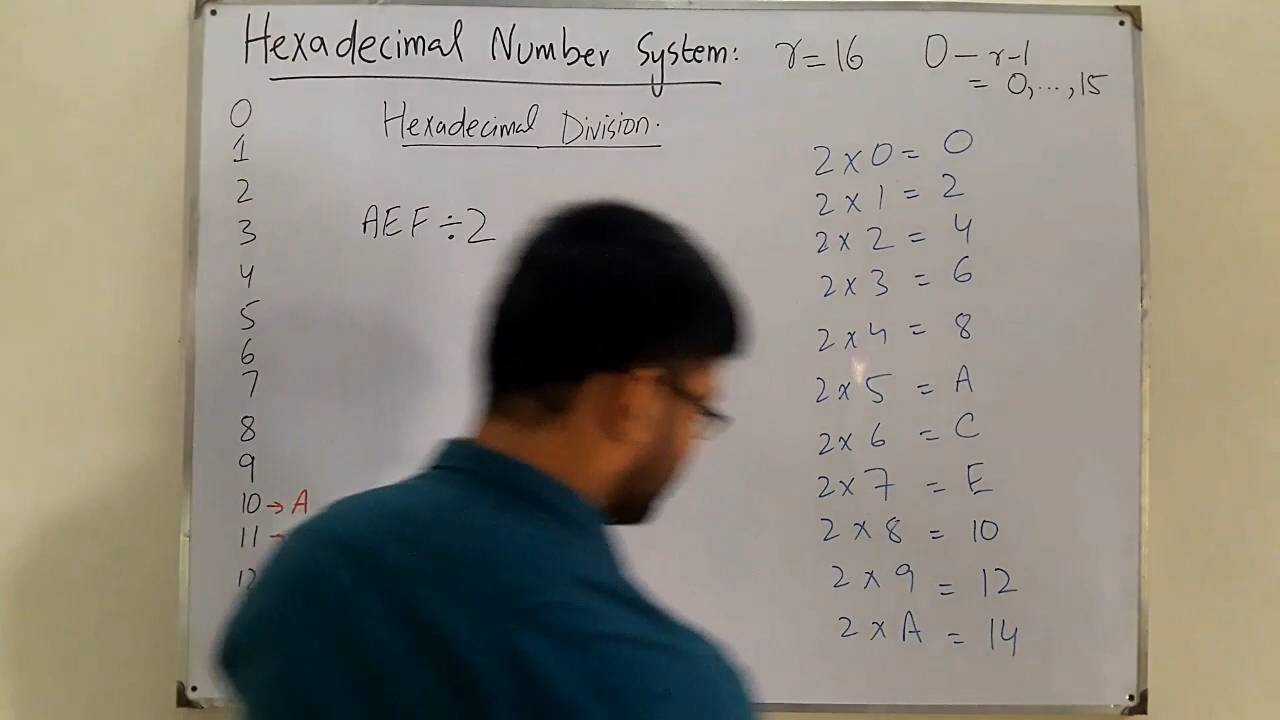 Hexadecimal Number System: r=16 0 – r-1
= 0,...,15
Hexadecimal Division.
0
1
2
3
4
5
6
7
8
9
10 → A
11 →
12
AEF ÷ 2
2 x 0 = 0
2 x 1 = 2
2 x 2 = 4
2 x 3 = 6
2 x 4 = 8
2 x 5 = A
2 x 6 = C
2 x 7 = E
2 x 8 = 10
2 x 9 = 12
2 x A = 14